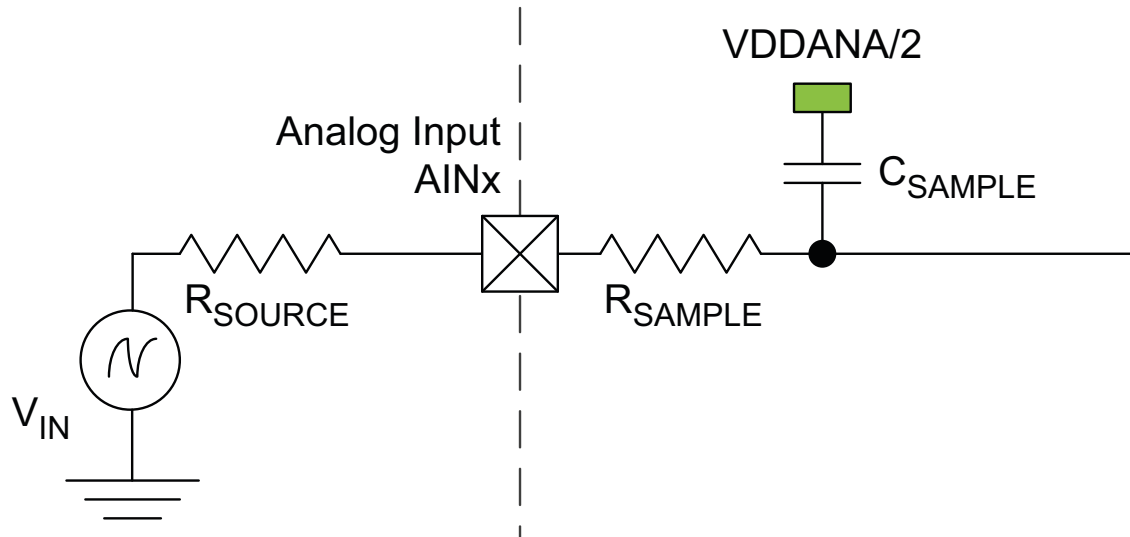 VDDANA/2
Analog Input
AINx
CSAMPLE
RSOURCE
RSAMPLE
VIN